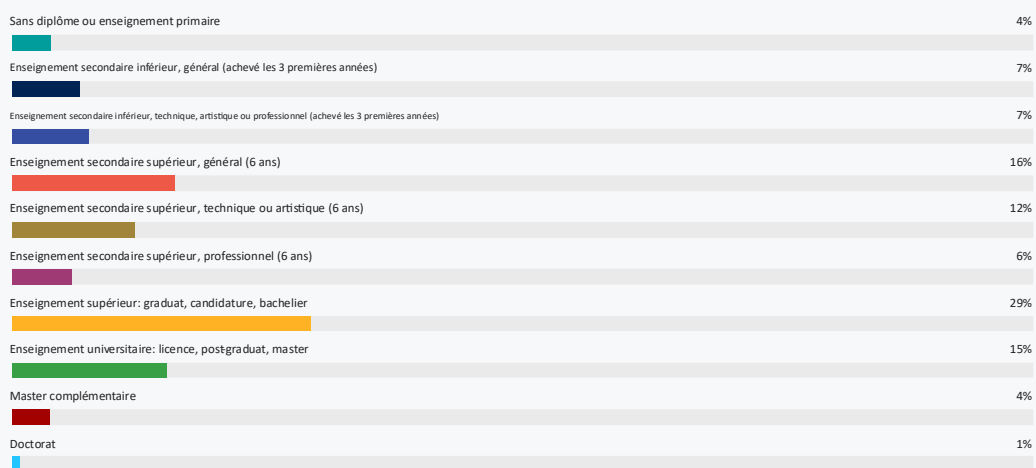 Sans diplôme ou enseignement primaire 4%
Enseignement secondaire inférieur, général (achevé les 3 premières années) 7%
Enseignement secondaire inférieur, technique, artistique ou professionnel (achevé les 3 premières années) 7%
Enseignement secondaire supérieur, général (6 ans) 16%
Enseignement secondaire supérieur, technique ou artistique (6 ans) 12%
Enseignement secondaire supérieur, professionnel (6 ans) 6%
Enseignement supérieur: graduat, candidature, bachelier 29%
Enseignement universitaire: licence, post-graduat, master 15%
Master complémentaire 4%
Doctorat 1%